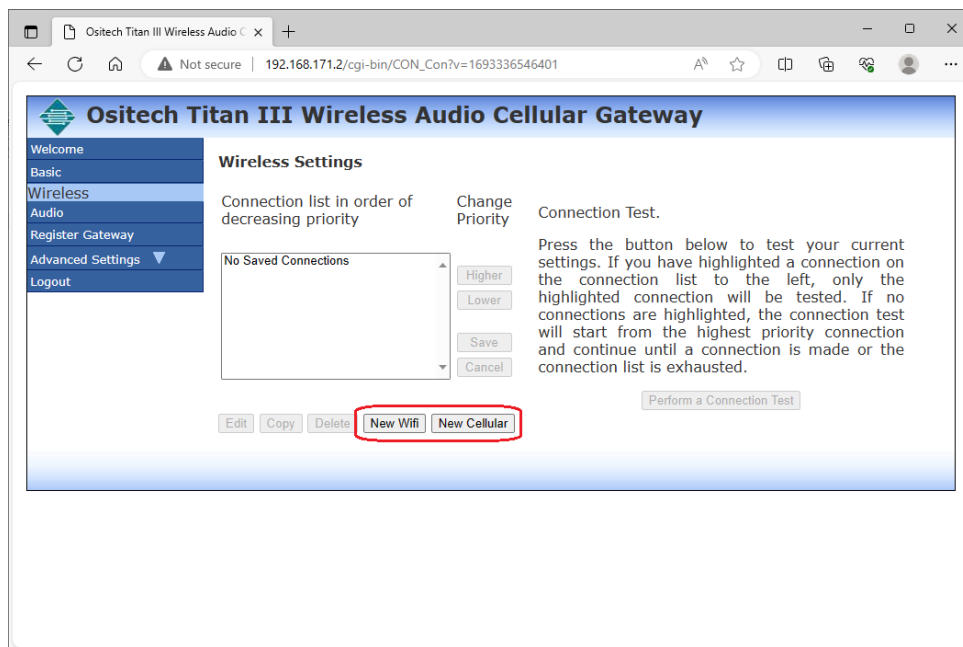 Ositech Titan III Wireless Audio C
Not secure
192.168.171.2/cgi-bin/CON_Con?v=1693336546401
Ositech Titan III Wireless Audio Cellular Gateway
Welcome
Basic
Wireless
Audio
Register Gateway
Advanced Settings
Logout
Wireless Settings
Connection list in order of
decreasing priority
Change
Priority
No Saved Connections
Higher
Lower
Save
Cancel
Edit
Copy
Delete
New Wifi
New Cellular
Connection Test.
Press the button below to test your current
settings. If you have highlighted a connection on
the connection list to the left, only the
highlighted connection will be tested. If no
connections are highlighted, the connection test
will start from the highest priority connection
and continue until a connection is made or the
connection list is exhausted.
Perform a Connection Test